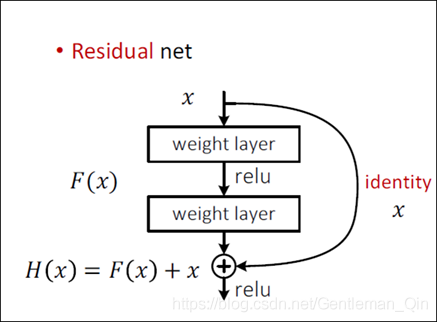 • Residual net
x
weight layer
relu
F(x)
identity
x
weight layer
H(x) = F(x) + x
+
relu
https://blog.csdn.net/Gentleman_Qin